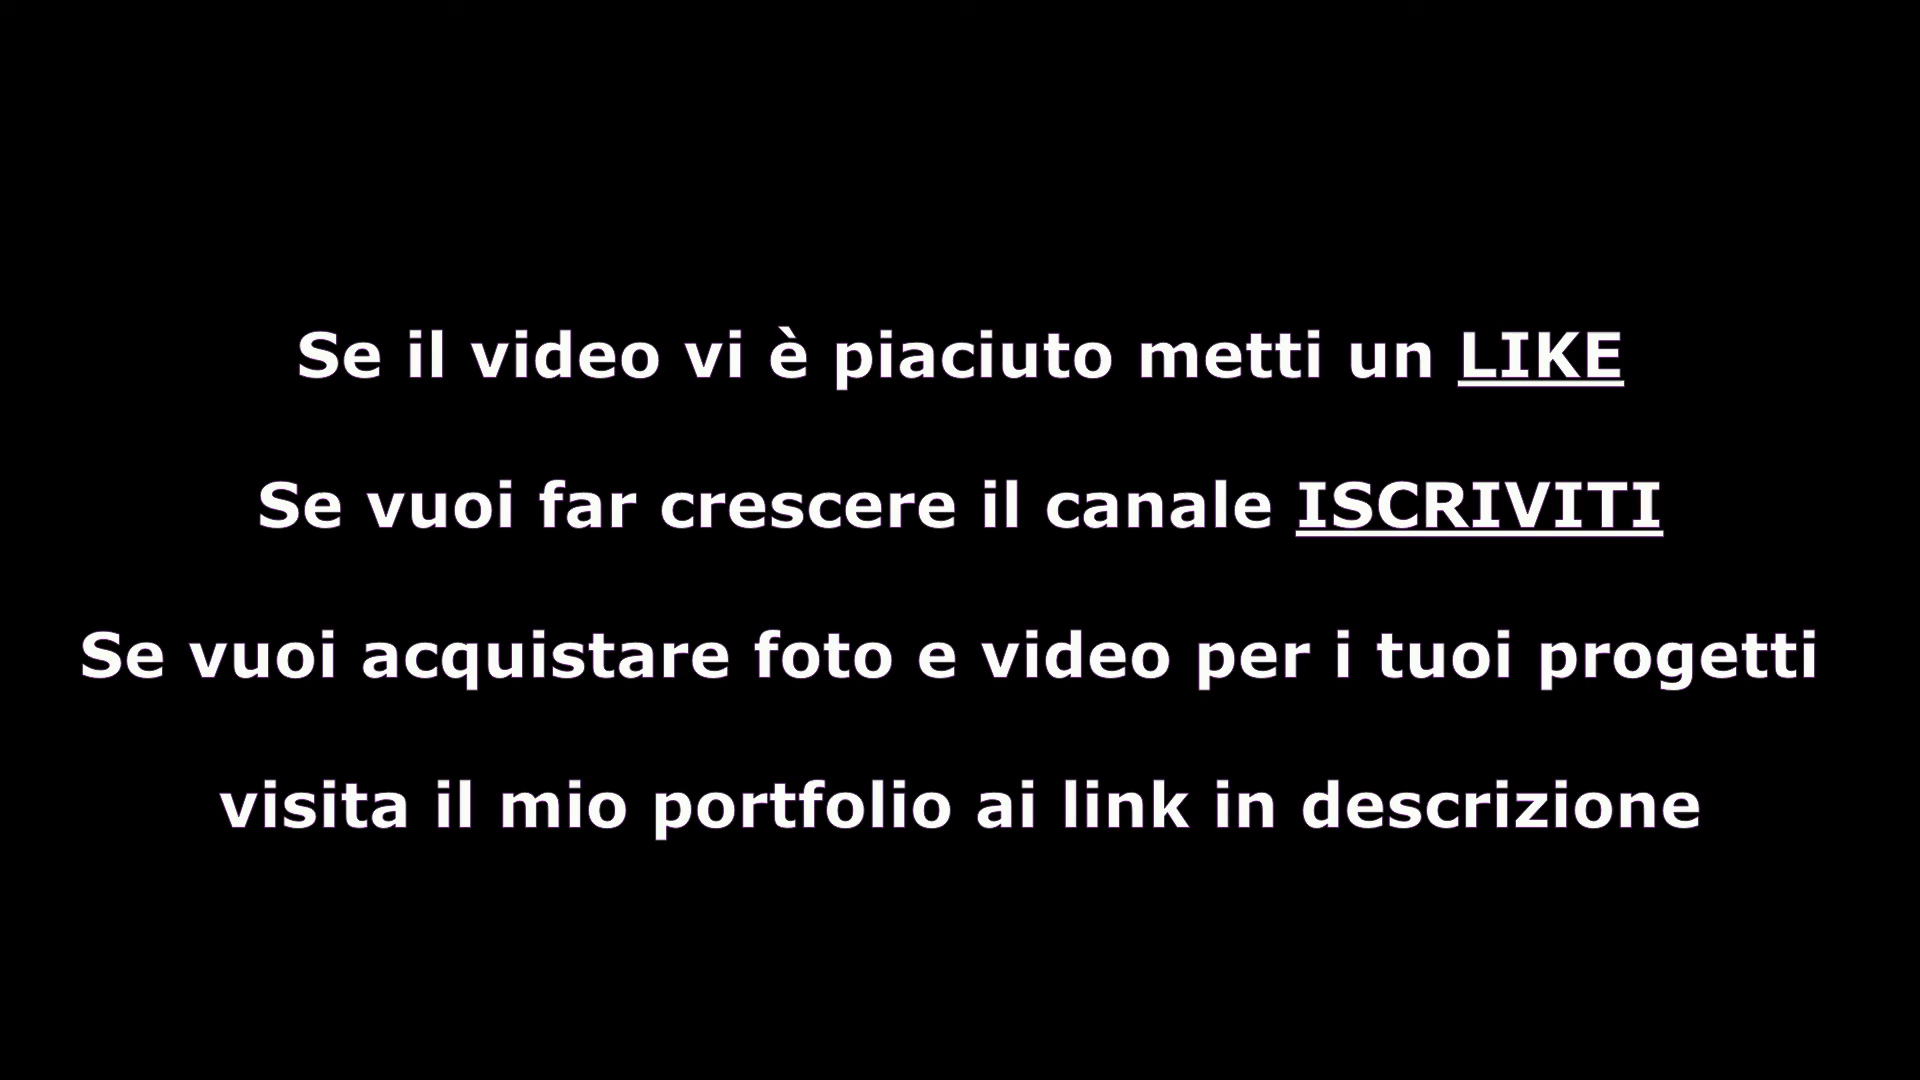 Se il video vi è piaciuto metti un LIKE
Se vuoi far crescere il canale ISCRIVITI
Se vuoi acquistare foto e video per i tuoi progetti
visita il mio portfolio ai link in descrizione